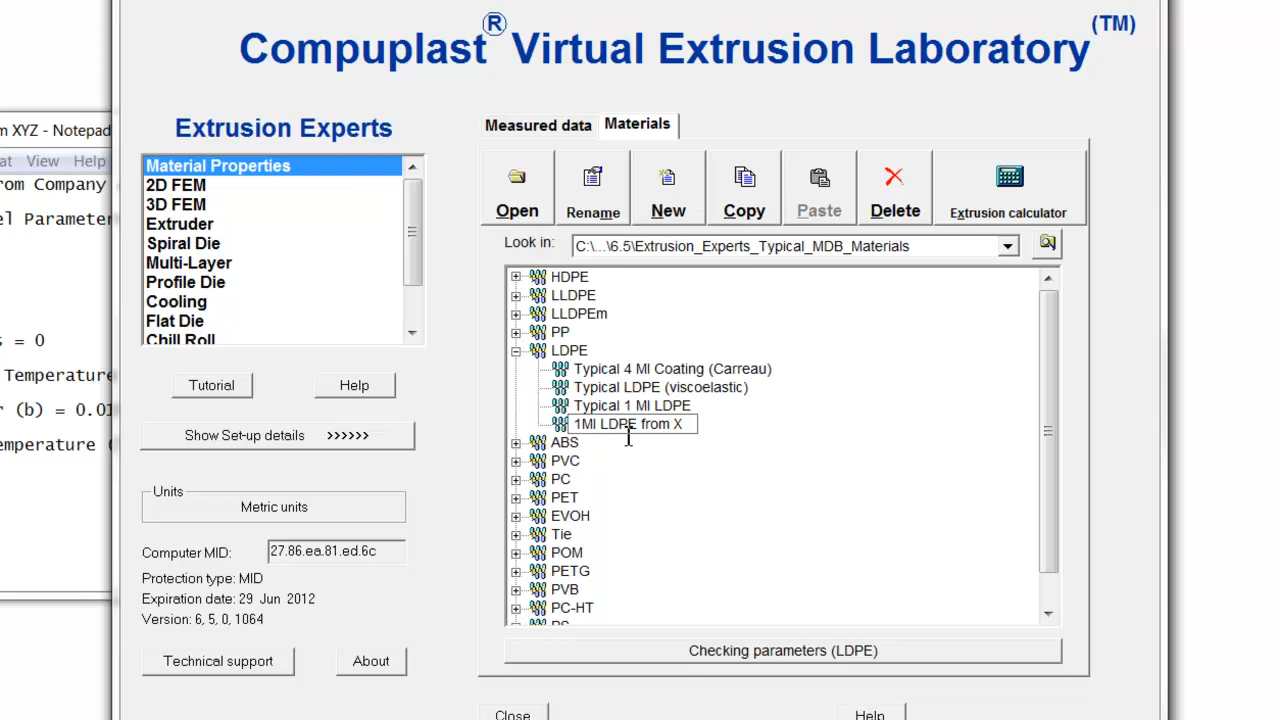 Compuplast® Virtual Extrusion Laboratory (TM)
m XYZ - Notepad
at View Help
rom Company
el Parameter
s = 0
Temperature
r (b) = 0.01
emperature (
Extrusion Experts
Material Properties
2D FEM
3D FEM
Extruder
Spiral Die
Multi-Layer
Profile Die
Cooling
Flat Die
Chill Roll
Tutorial
Help
Show Set-up details >>>>>>
Units
Metric units
Computer MID: 27.86.ea.81.ed.6c
Protection type: MID
Expiration date: 29 Jun 2012
Version: 6, 5, 0, 1064
Technical support
About
Measured data
Materials
Open
Rename
New
Copy
Paste
Delete
Extrusion calculator
Look in: C:\...\6.5\Extrusion_Experts_Typical_MDB_Materials
HDPE
LLDPE
LLDPEm
PP
LDPE
Typical 4 MI Coating (Carreau)
Typical LDPE (viscoelastic)
Typical 1 MI LDPE
1MI LDPE from X
ABS
PVC
PC
PET
EVOH
Tie
POM
PETG
PVB
PC-HT
Checking parameters (LDPE)
Close
Help